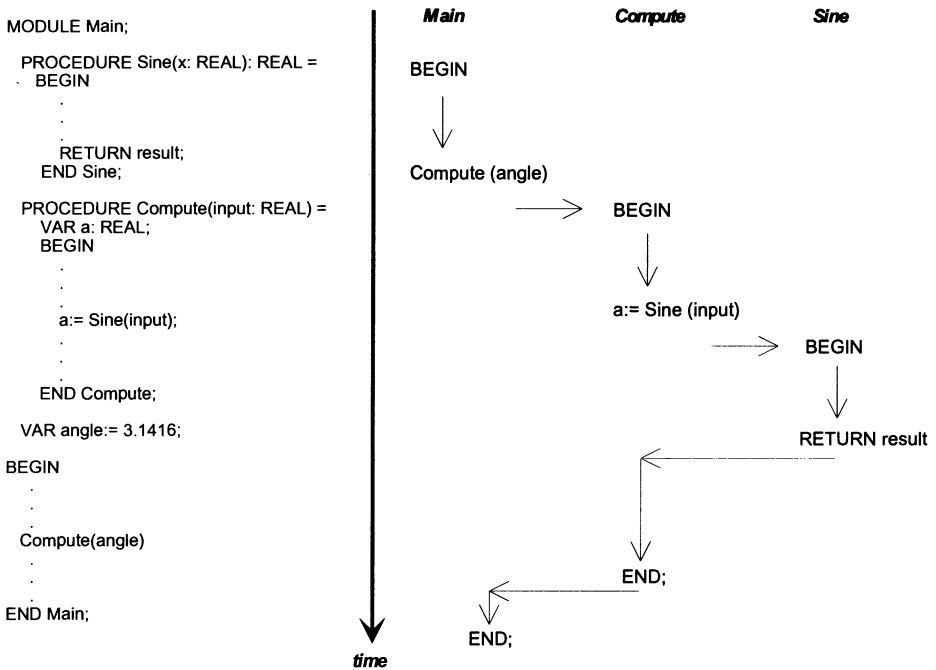 MODULE Main;
PROCEDURE Sine(x: REAL): REAL =
BEGIN
.
.
.
RETURN result;
END Sine;
PROCEDURE Compute(input: REAL) =
VAR a: REAL;
BEGIN
.
.
.
a:= Sine(input);
.
.
.
END Compute;
VAR angle:= 3.1416;
BEGIN
.
.
.
Compute(angle)
.
.
.
END Main;
time
Main Compute Sine
BEGIN
Compute (angle)
BEGIN
a:= Sine (input)
BEGIN
RETURN result
END;
END;